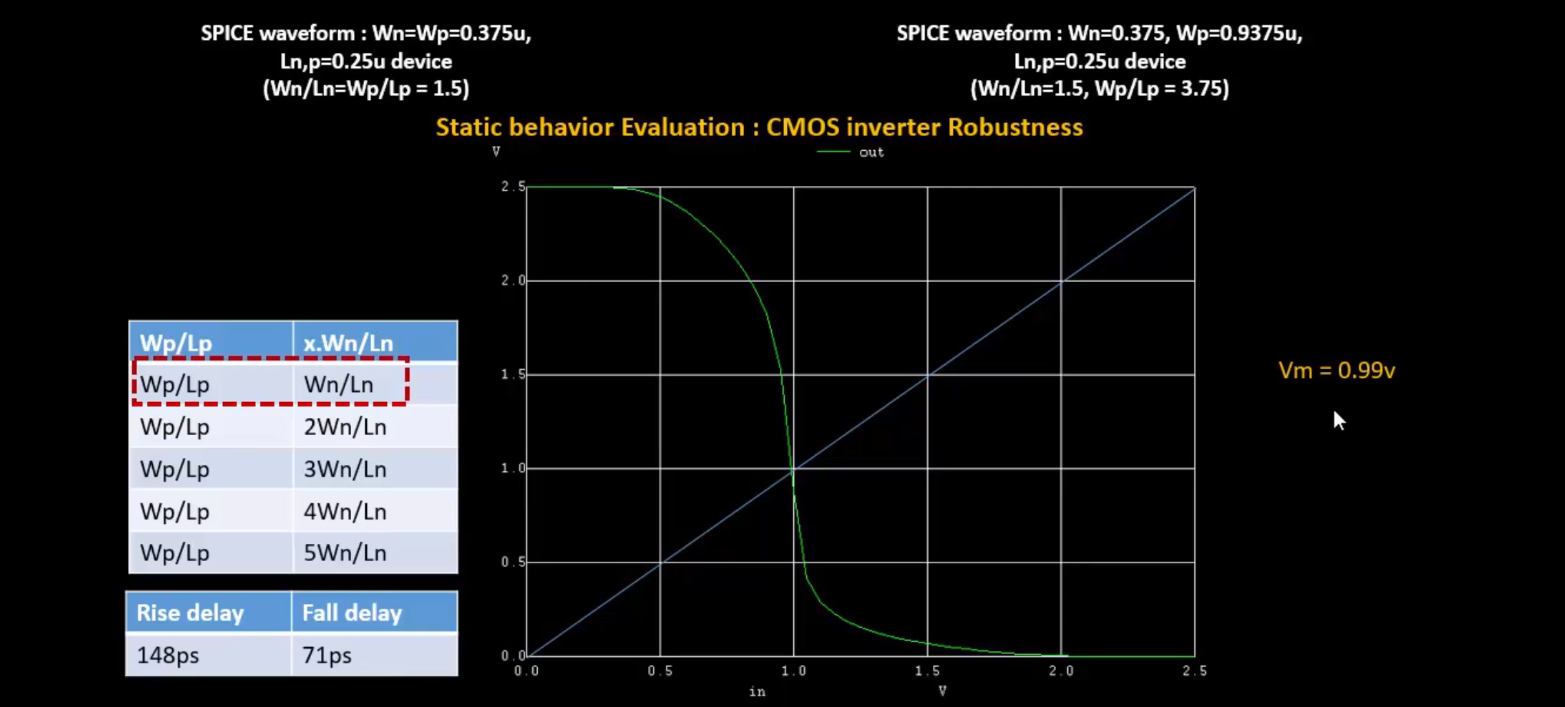 SPICE waveform : Wn=Wp=0.375u,
Ln,p=0.25u device
(Wn/Ln=Wp/Lp = 1.5)
SPICE waveform : Wn=0.375, Wp=0.9375u,
Ln,p=0.25u device
(Wn/Ln=1.5, Wp/Lp = 3.75)
Static behavior Evaluation : CMOS inverter Robustness
V
out
2.5
2.0
1.5
1.0
0.5
0.0
0.0 0.5 1.0 1.5 2.0 2.5
in V
Wp/Lp x.Wn/Ln
Wp/Lp Wn/Ln
Wp/Lp 2Wn/Ln
Wp/Lp 3Wn/Ln
Wp/Lp 4Wn/Ln
Wp/Lp 5Wn/Ln
Rise delay Fall delay
148ps 71ps
Vm = 0.99v